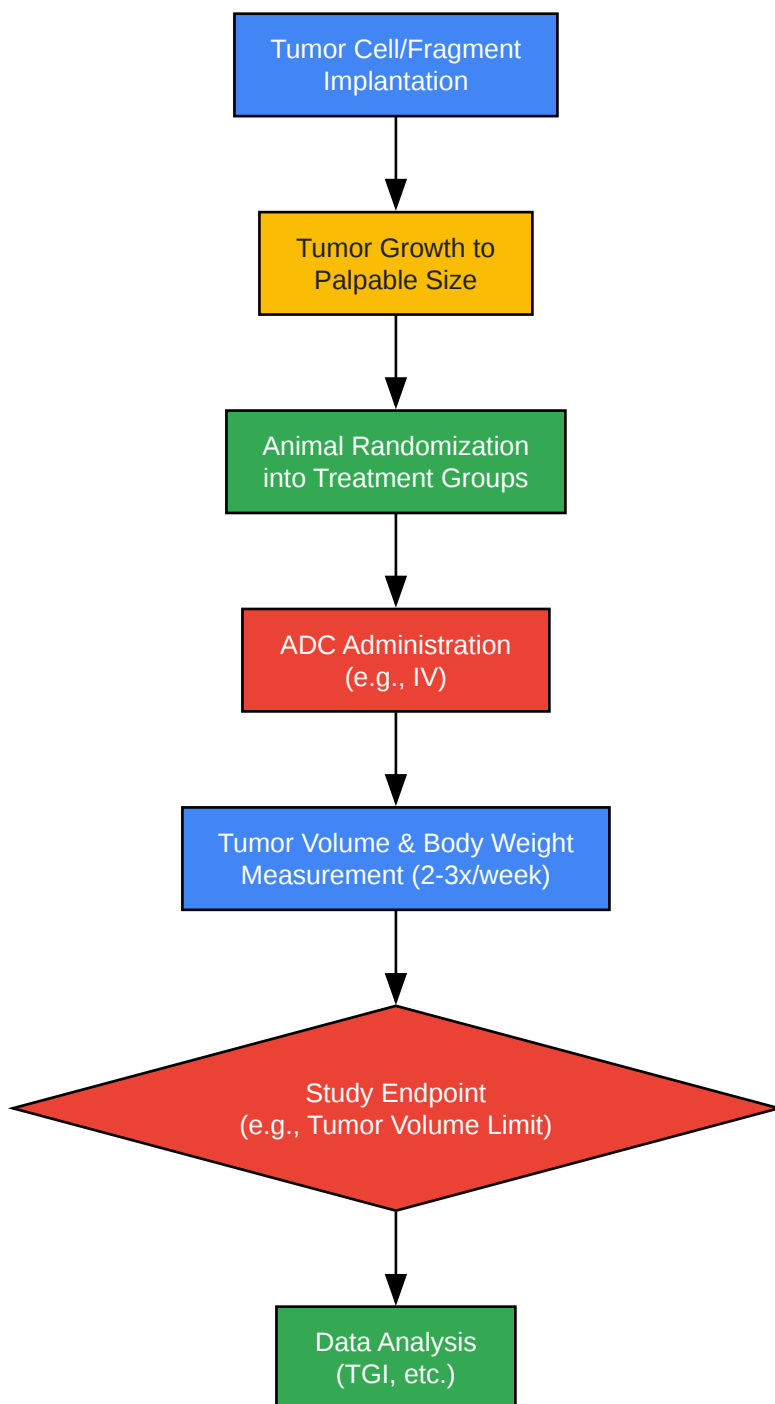 Tumor Cell/Fragment
Implantation
Tumor Growth to
Palpable Size
Animal Randomization
into Treatment Groups
ADC Administration
(e.g., IV)
Tumor Volume & Body Weight
Measurement (2-3x/week)
Study Endpoint
(e.g., Tumor Volume Limit)
Data Analysis
(TGI, etc.)